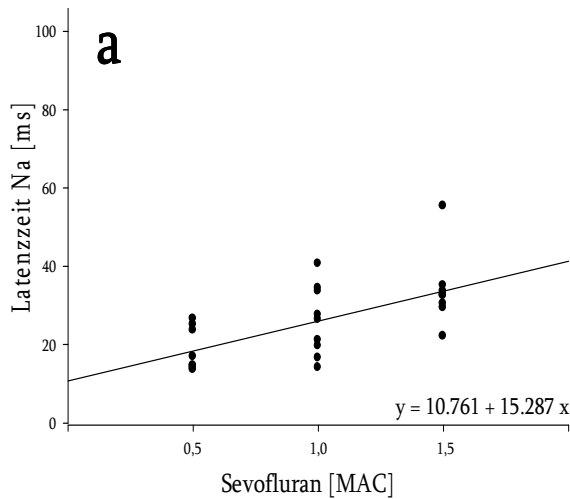 a
Latenzzeit Na [ms]
100
80
60
40
20
0
y = 10.761 + 15.287 x
0,5
1,0
1,5
Sevofluran [MAC]